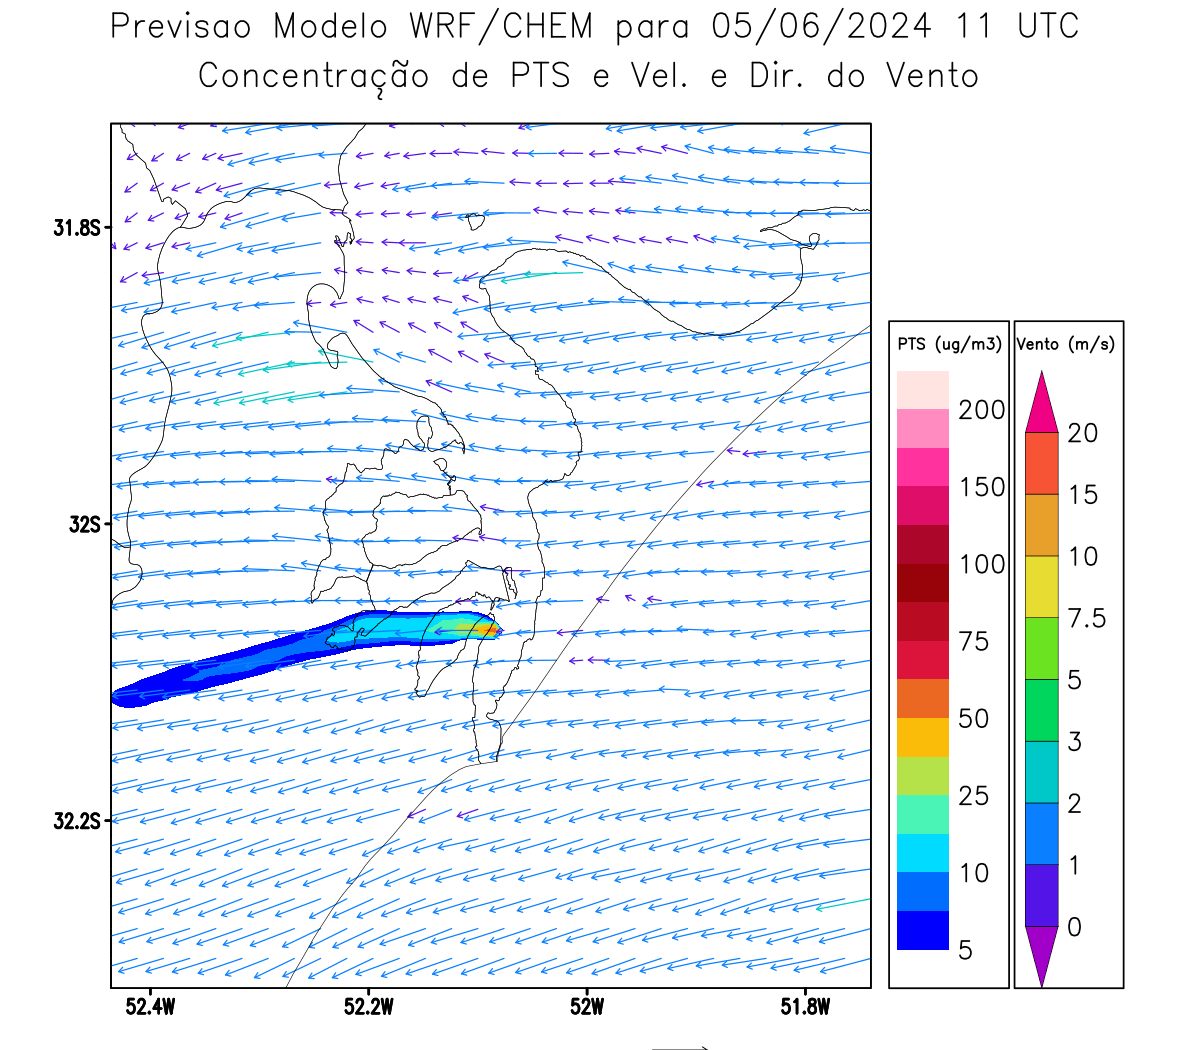 Previsao Modelo WRF/CHEM para 05/06/2024 11 UTC
Concentração de PTS e Vel. e Dir. do Vento
31.8S
32S
32.2S
52.4W
52.2W
52W
51.8W
PTS (ug/m3)
200
150
100
75
50
25
10
5
Vento (m/s)
20
15
10
7.5
5
3
2
1
0